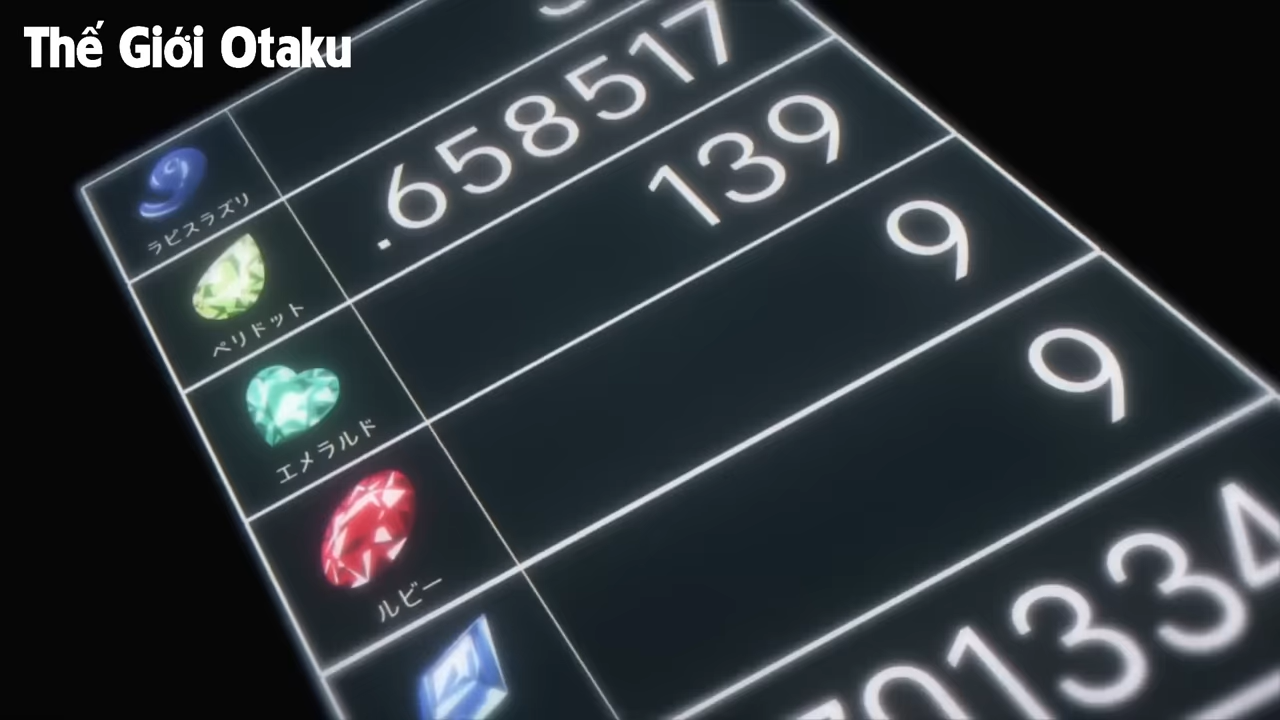 Thế Giới Otaku
ラピスラズリ
ペリドット .658517
エメラルド 139
ルビー 9
9
01334